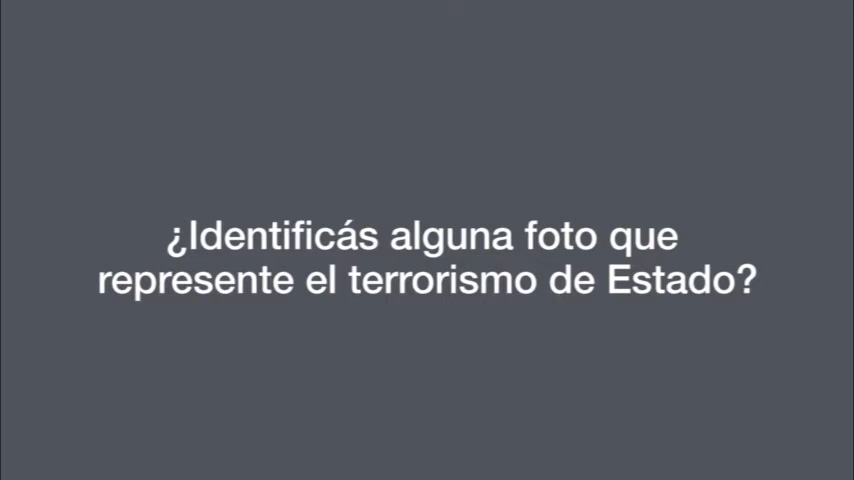 ¿Identificás alguna foto que
represente el terrorismo de Estado?